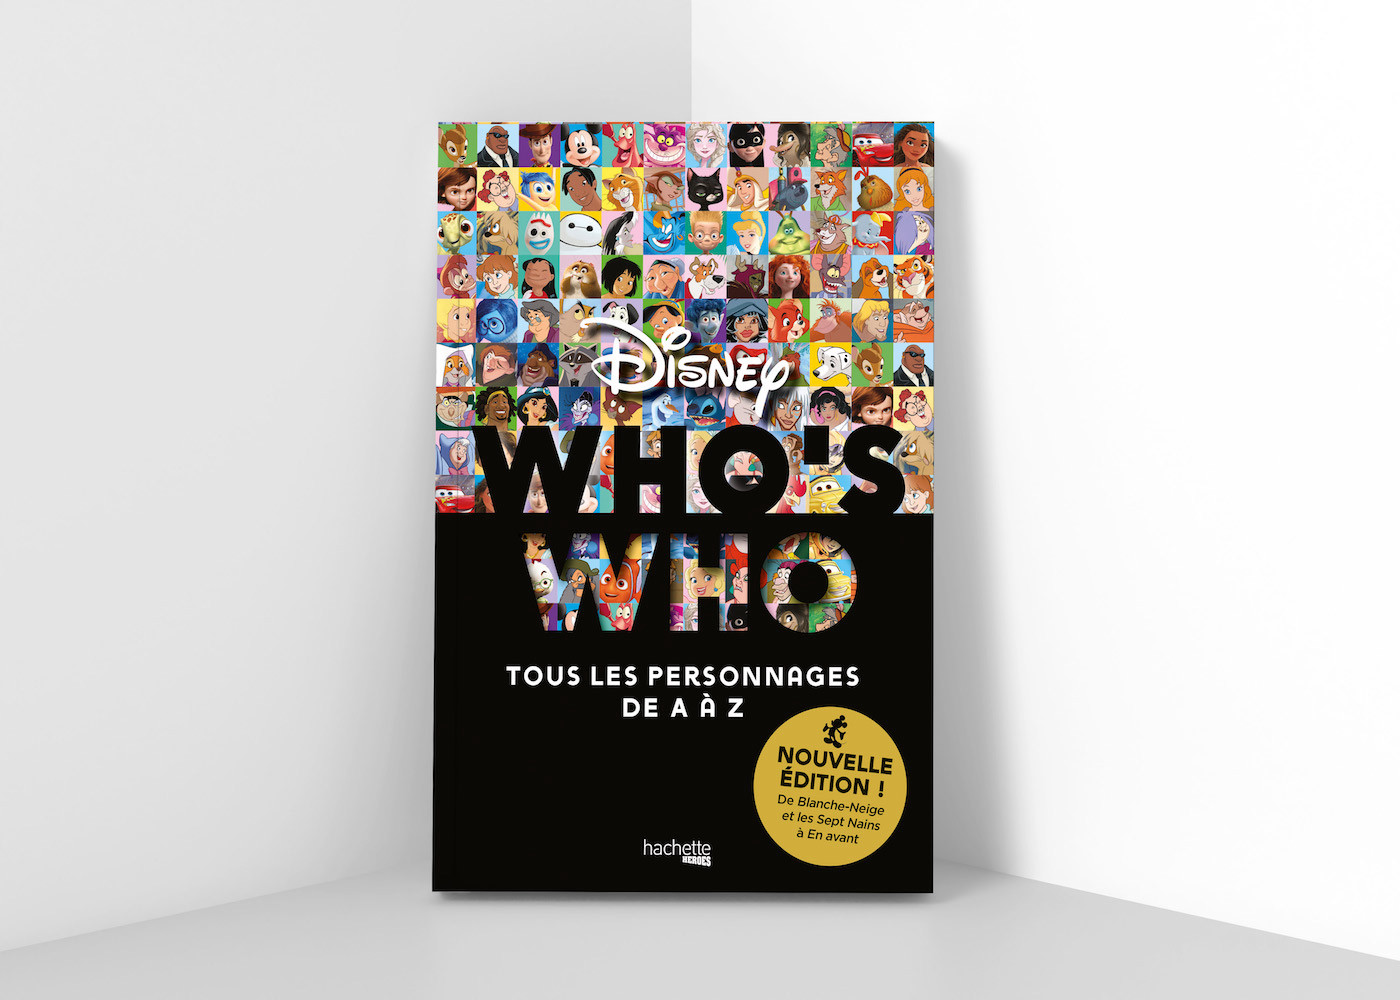 Disney
WHO'S
WHO
TOUS LES PERSONNAGES
DE A À Z
NOUVELLE
ÉDITION !
De Blanche-Neige
et les Sept Nains
à En avant
hachette
HEROES